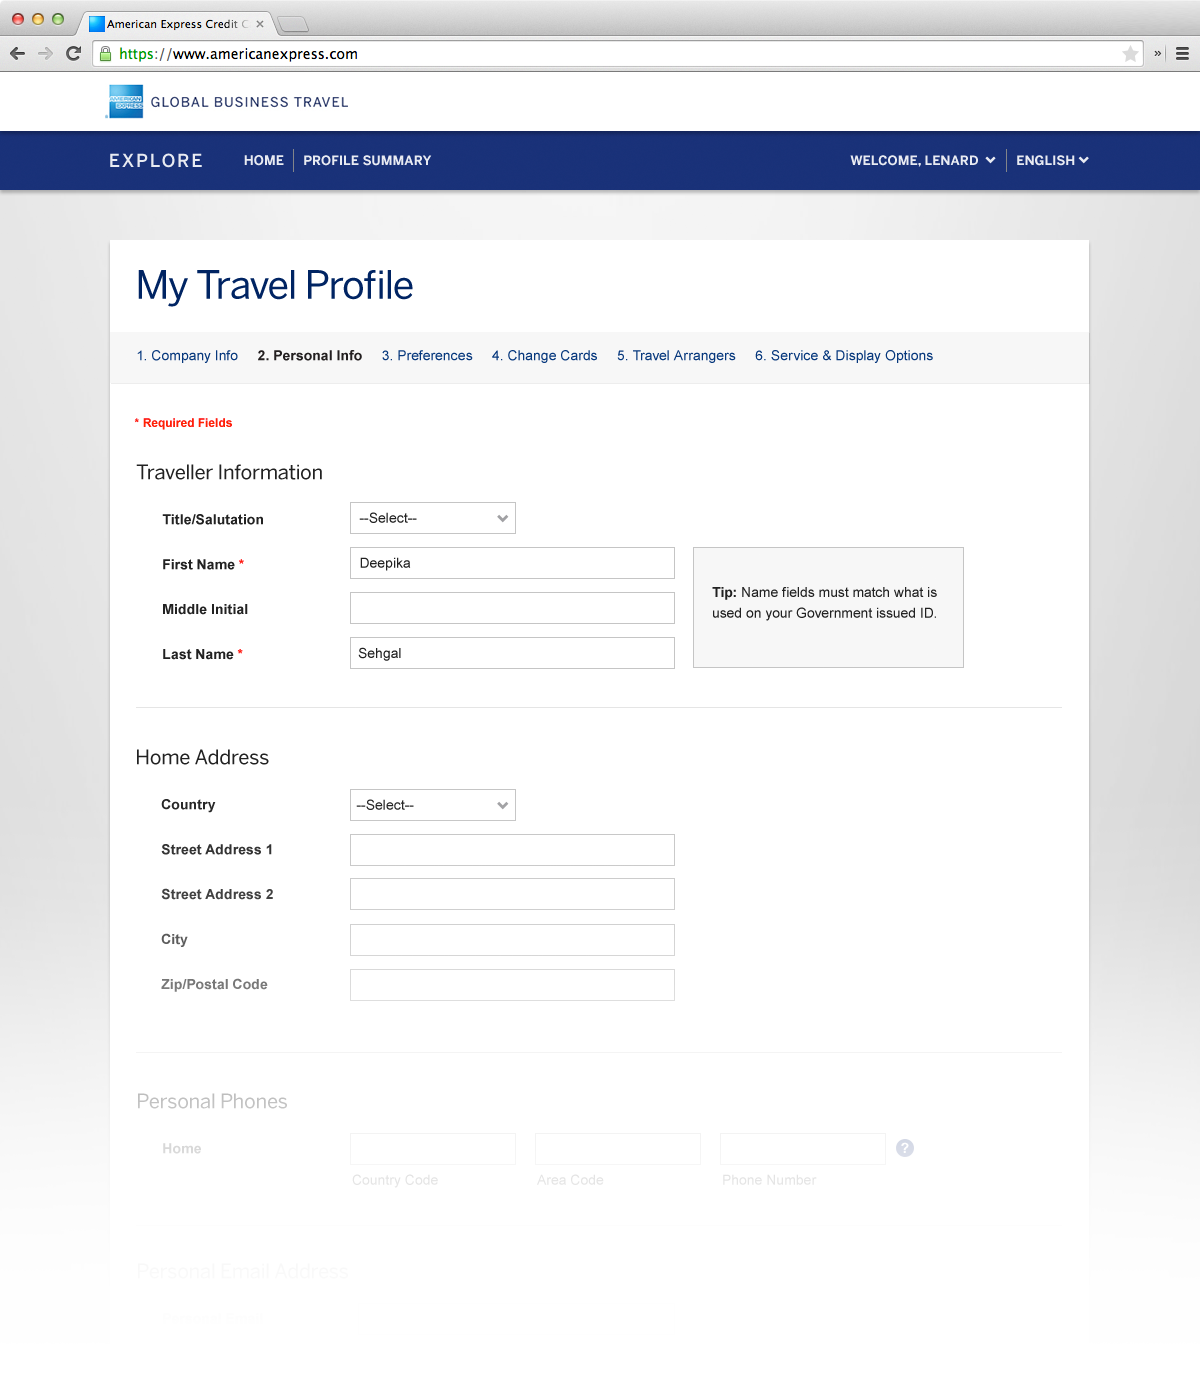 American Express Credit C
https://www.americanexpress.com
AMERICAN EXPRESS GLOBAL BUSINESS TRAVEL
EXPLORE HOME PROFILE SUMMARY WELCOME, LENARD ENGLISH
My Travel Profile
1. Company Info 2. Personal Info 3. Preferences 4. Change Cards 5. Travel Arrangers 6. Service & Display Options
* Required Fields
Traveller Information
Title/Salutation --Select--
First Name * Deepika
Tip: Name fields must match what is
used on your Government issued ID.
Middle Initial
Last Name * Sehgal
Home Address
Country --Select--
Street Address 1
Street Address 2
City
Zip/Postal Code
Personal Phones
Home ?
Country Code Area Code Phone Number
Personal Email Address